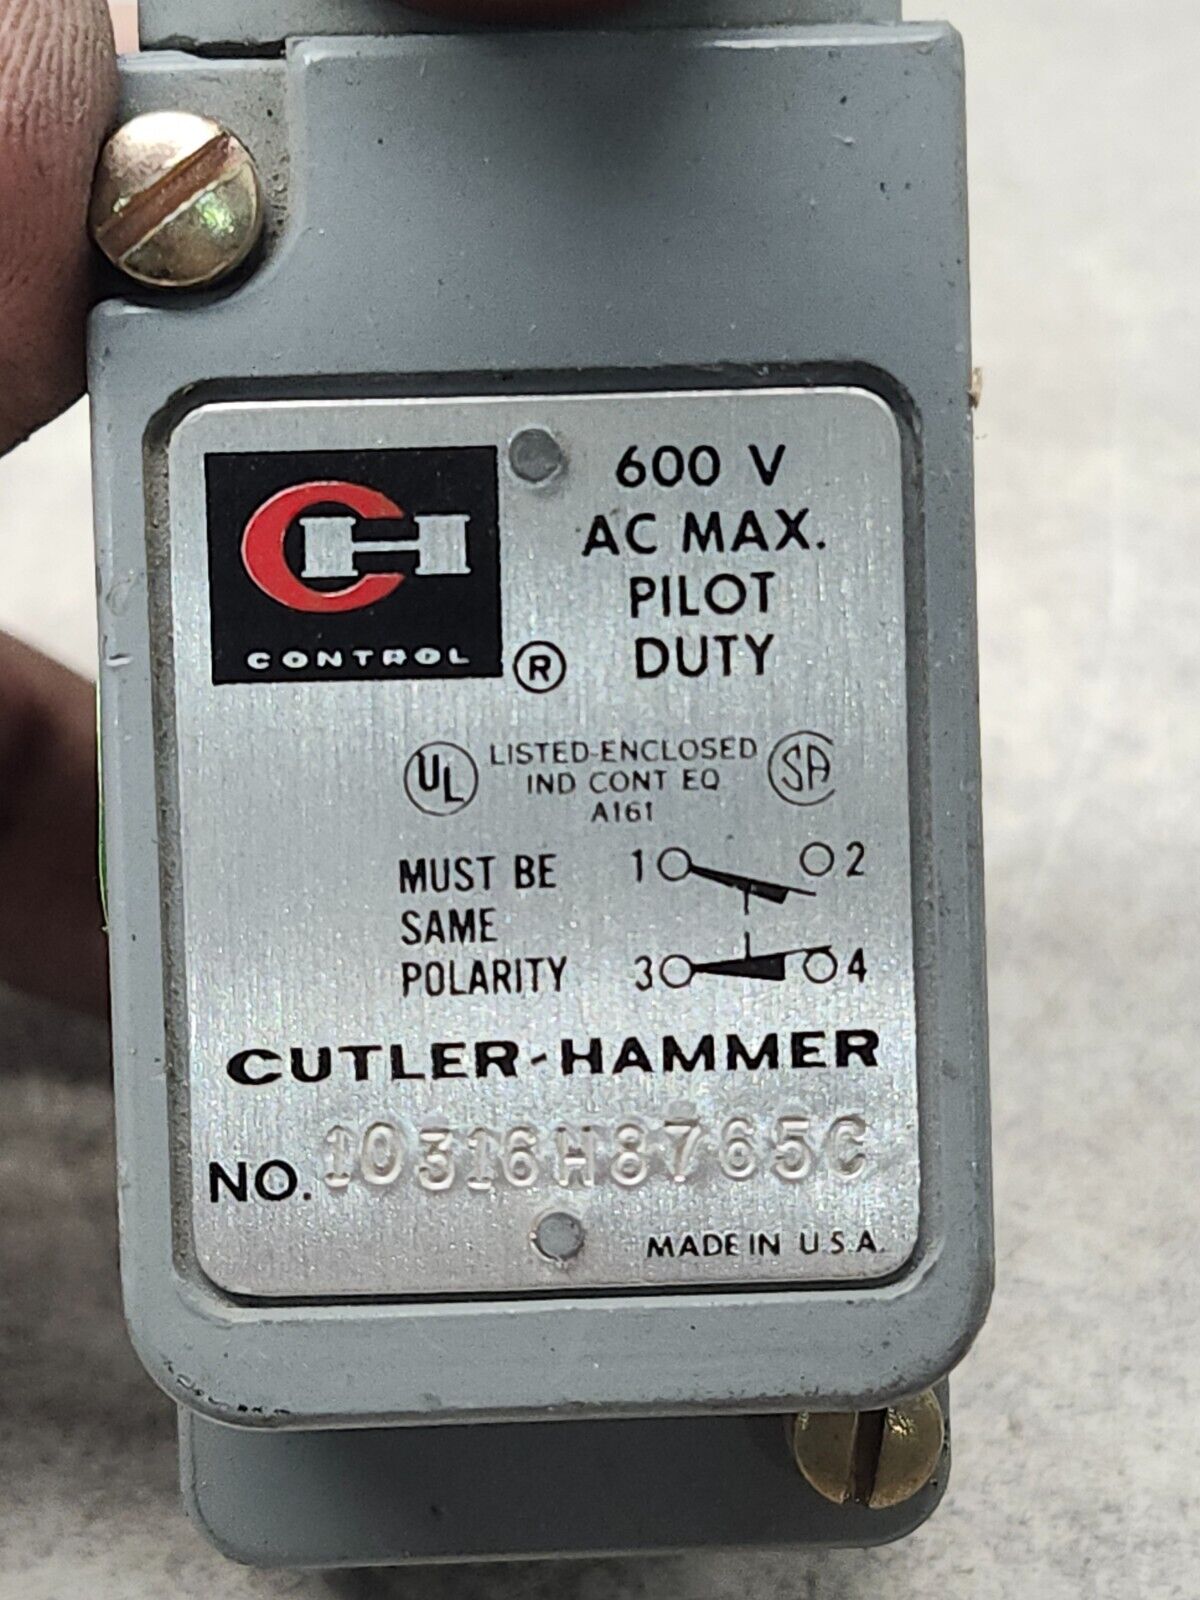 CH
CONTROL
®
600 V
AC MAX.
PILOT
DUTY
UL
LISTED-ENCLOSED
IND CONT EQ
A161
SA
MUST BE
SAME
POLARITY
1 2
3 4
CUTLER-HAMMER
NO. 10316H8765C
MADE IN U.S.A.